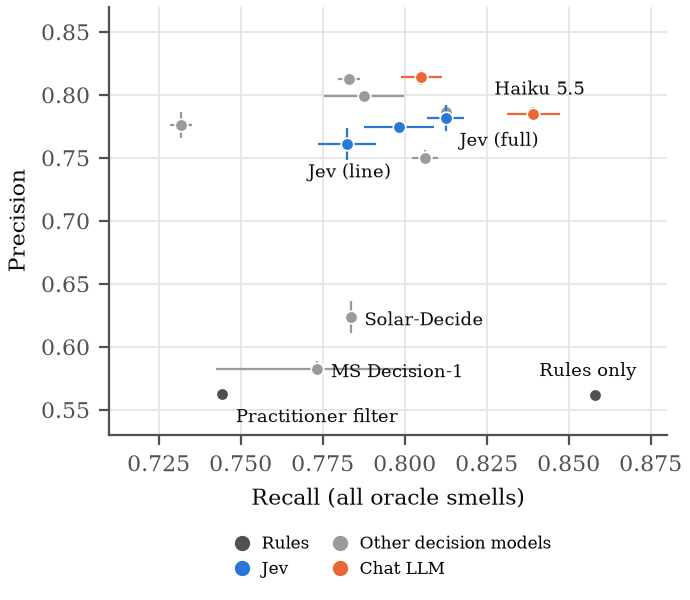 0.85
0.80
0.75
0.70
0.65
0.60
0.55
Precision
Haiku 5.5
Jev (full)
Jev (line)
Solar-Decide
MS Decision-1
Rules only
Practitioner filter
0.725 0.750 0.775 0.800 0.825 0.850 0.875
Recall (all oracle smells)
Rules Other decision models
Jev Chat LLM